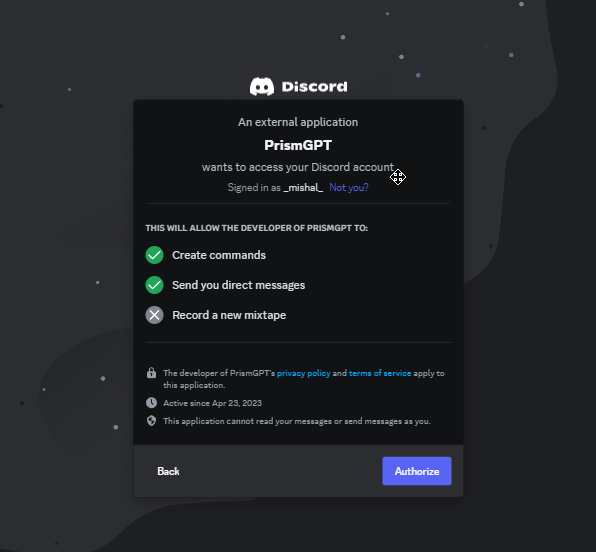 Discord
An external application
PrismGPT
wants to access your Discord account
Signed in as _mishal_ Not you?
THIS WILL ALLOW THE DEVELOPER OF PRISMGPT TO:
Create commands
Send you direct messages
Record a new mixtape
The developer of PrismGPT's privacy policy and terms of service apply to
this application.
Active since Apr 23, 2023
This application cannot read your messages or send messages as you.
Back
Authorize